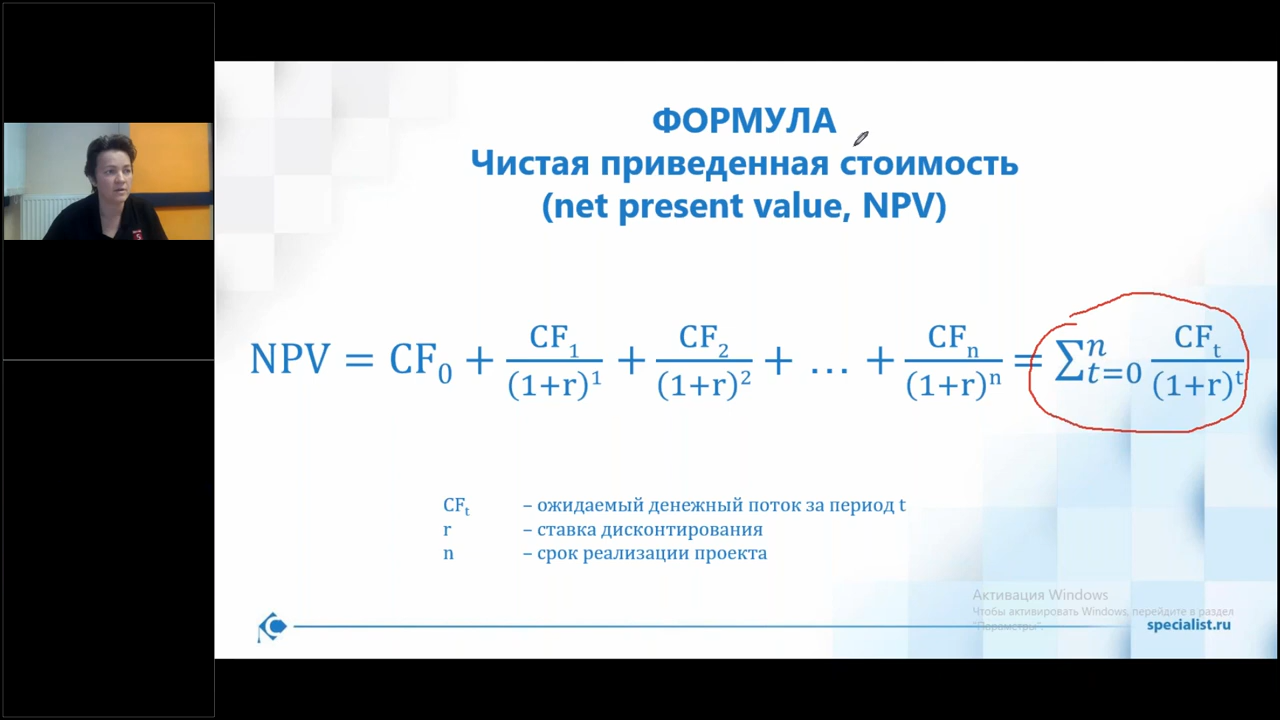 ФОРМУЛА
Чистая приведенная стоимость
(net present value, NPV)
NPV = CF₀ + CF₁/(1+r)¹ + CF₂/(1+r)² + … + CFₙ/(1+r)ⁿ = ∑ⁿₜ₌₀ CFₜ/(1+r)ᵗ
CFₜ – ожидаемый денежный поток за период t
r – ставка дисконтирования
n – срок реализации проекта
Активация Windows
Чтобы активировать Windows, перейдите в раздел
"Параметры".
specialist.ru